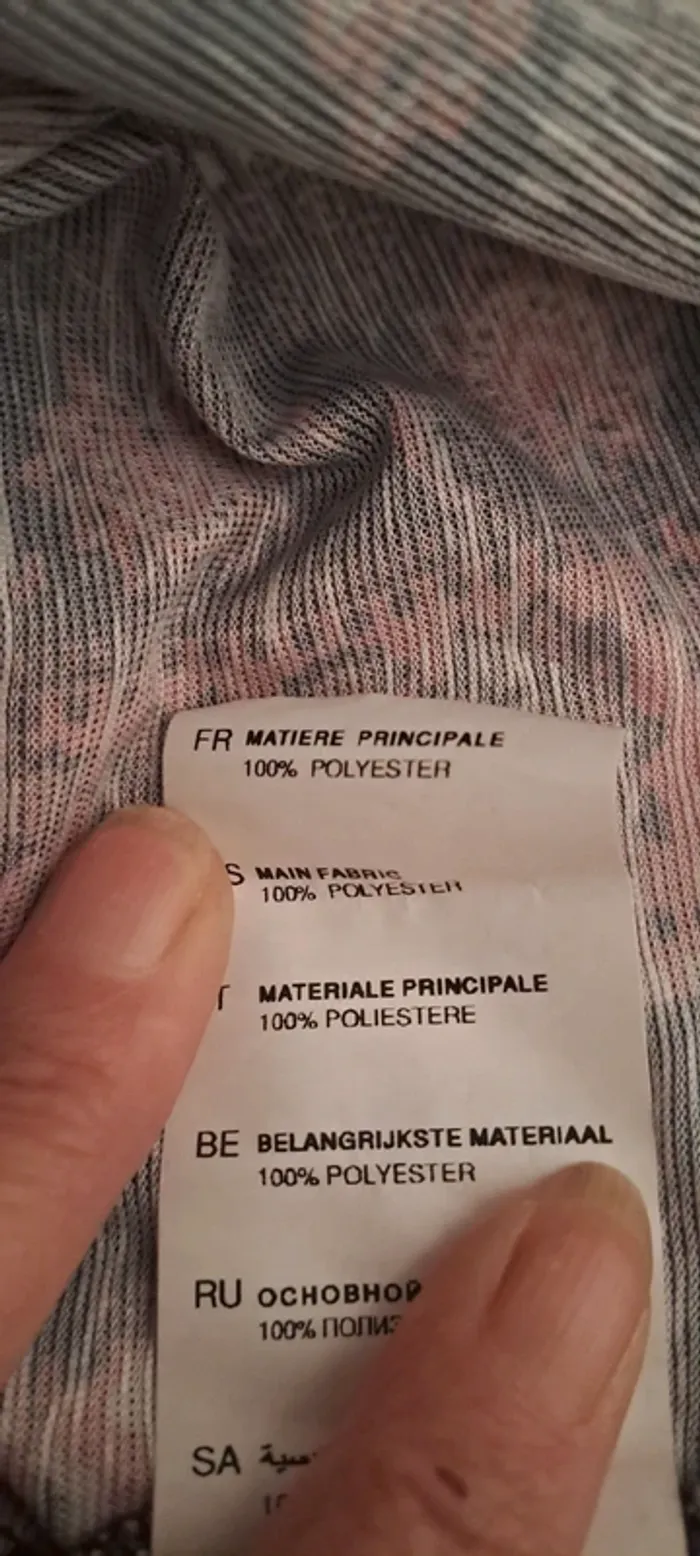 FR MATIERE PRINCIPALE
100% POLYESTER
S MAIN FABRIC
100% POLYESTER
T MATERIALE PRINCIPALE
100% POLIESTERE
BE BELANGRIJKSTE MATERIAAL
100% POLYESTER
RU ОСНОВНОЙ
100%
SA